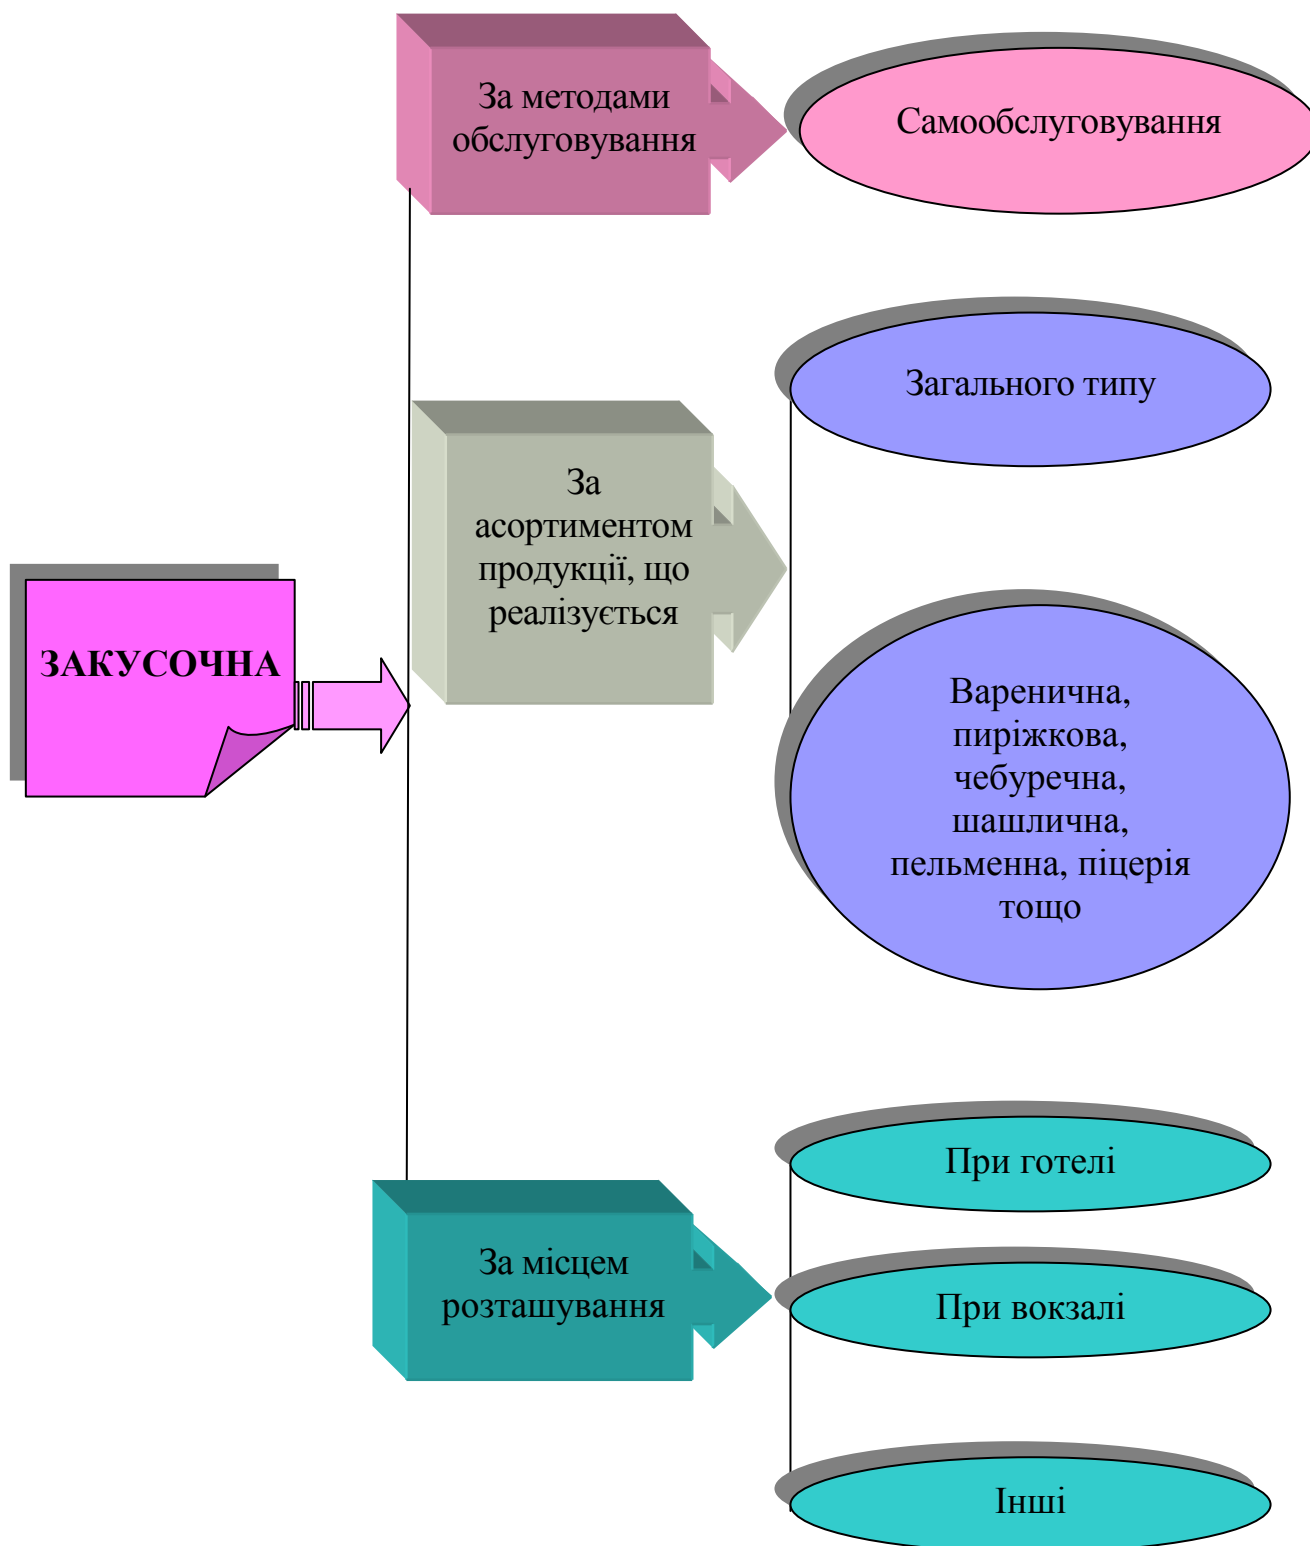 За методами
обслуговування
Самообслуговування
Загального типу
За
асортиментом
продукції, що
реалізується
ЗАКУСОЧНА
Варенична,
пиріжкова,
чебуречна,
шашлична,
пельменна, піцерія
тощо
При готелі
За місцем
розташування
При вокзалі
Інші